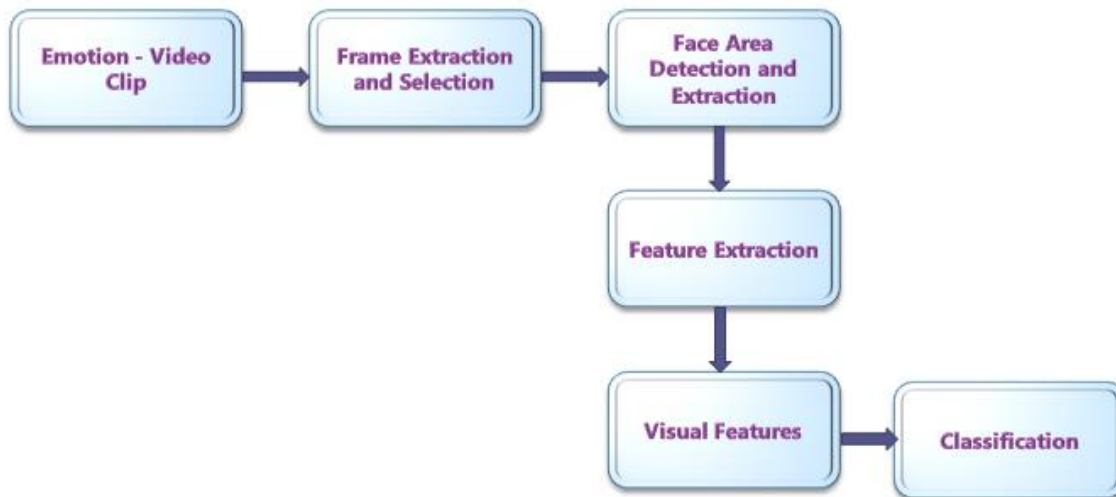 Emotion - Video
Clip
Frame Extraction
and Selection
Face Area
Detection and
Extraction
Feature Extraction
Visual Features
Classification